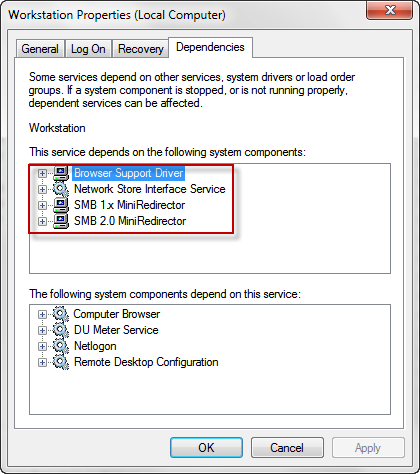 Workstation Properties (Local Computer)
General Log On Recovery Dependencies
Some services depend on other services, system drivers or load order
groups. If a system component is stopped, or is not running properly,
dependent services can be affected.
Workstation
This service depends on the following system components:
Browser Support Driver
Network Store Interface Service
SMB 1.x MiniRedirector
SMB 2.0 MiniRedirector
The following system components depend on this service:
Computer Browser
DU Meter Service
Netlogon
Remote Desktop Configuration
OK Cancel Apply